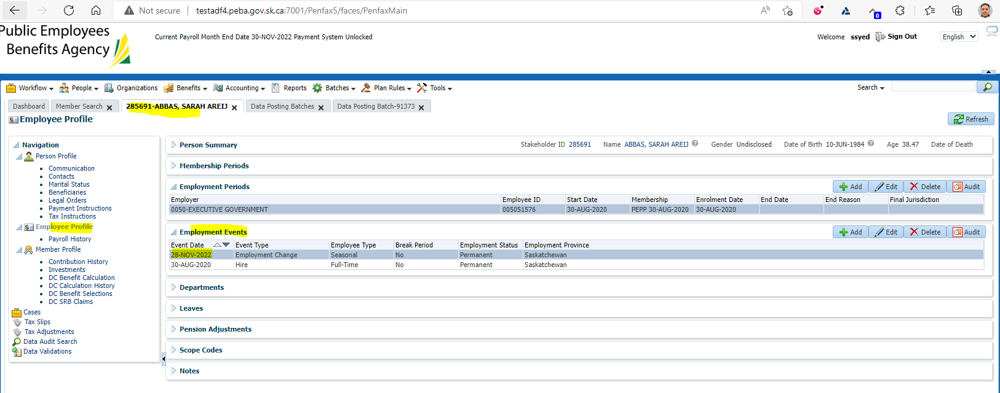 Not secure testadf4.peba.gov.sk.ca:7001/Penfax5/faces/PenfaxMain A 0
Public Employees
Benefits Agency
Current Payroll Month End Date 30-NOV-2022 Payment System Unlocked
Welcome ssyed Sign Out English
Workflow People Organizations Benefits Accounting Reports Batches Plan Rules Tools Search
Dashboard Member Search 285691-ABBAS, SARAH AREIJ Data Posting Batches Data Posting Batch-91373
Employee Profile Refresh
Navigation
Person Profile
Communication
Contacts
Marital Status
Beneficiaries
Legal Orders
Payment Instructions
Tax Instructions
Employee Profile
Payroll History
Member Profile
Contribution History
Investments
DC Benefit Calculation
DC Calculation History
DC Benefit Selections
DC SRB Claims
Cases
Tax Slips
Tax Adjustments
Data Audit Search
Data Validations
Person Summary Stakeholder ID 285691 Name ABBAS, SARAH AREIJ Gender Undisclosed Date of Birth 10-JUN-1984 Age 38.47 Date of Death
Membership Periods
Employment Periods Add Edit Delete Audit
Employer Employee ID Start Date Membership Enrolment Date End Date End Reason Final Jurisdiction
0050-EXECUTIVE GOVERNMENT 005051576 30-AUG-2020 PEPP 30-AUG-2020 30-AUG-2020
Employment Events Add Edit Delete Audit
Event Date Event Type Employee Type Break Period Employment Status Employment Province
28-NOV-2022 Employment Change Seasonal No Permanent Saskatchewan
30-AUG-2020 Hire Full-Time No Permanent Saskatchewan
Departments
Leaves
Pension Adjustments
Scope Codes
Notes